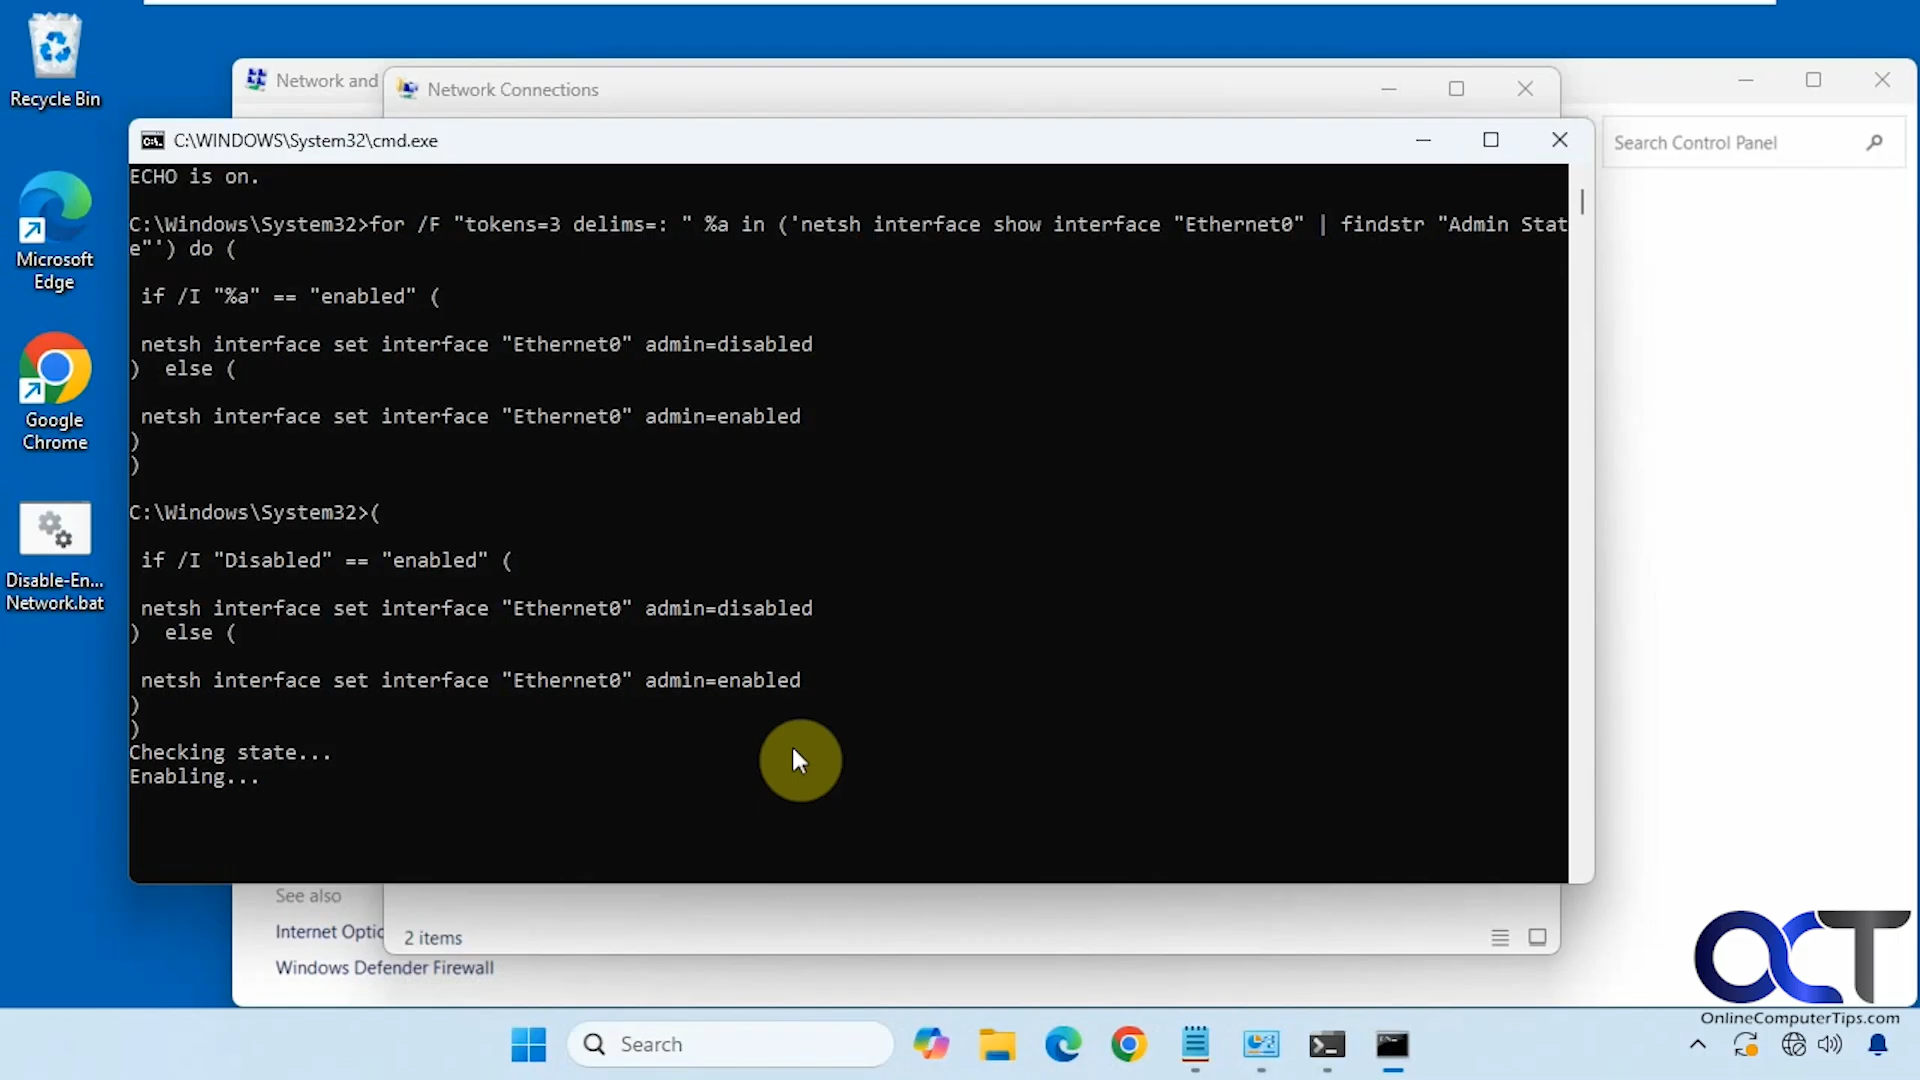 Recycle Bin
Microsoft
Edge
Google
Chrome
Disable-En...
Network.bat
Network and
Network Connections
Search Control Panel
C:\WINDOWS\System32\cmd.exe
ECHO is on.
C:\Windows\System32>for /F "tokens=3 delims=: " %a in ('netsh interface show interface "Ethernet0" | findstr "Admin Stat
e"') do (
if /I "%a" == "enabled" (
netsh interface set interface "Ethernet0" admin=disabled
)  else (
netsh interface set interface "Ethernet0" admin=enabled
)
)
C:\Windows\System32>(
if /I "Disabled" == "enabled" (
netsh interface set interface "Ethernet0" admin=disabled
)  else (
netsh interface set interface "Ethernet0" admin=enabled
)
)
Checking state...
Enabling...
See also
Internet Optic
Windows Defender Firewall
2 items
OCT
OnlineComputerTips.com
Search